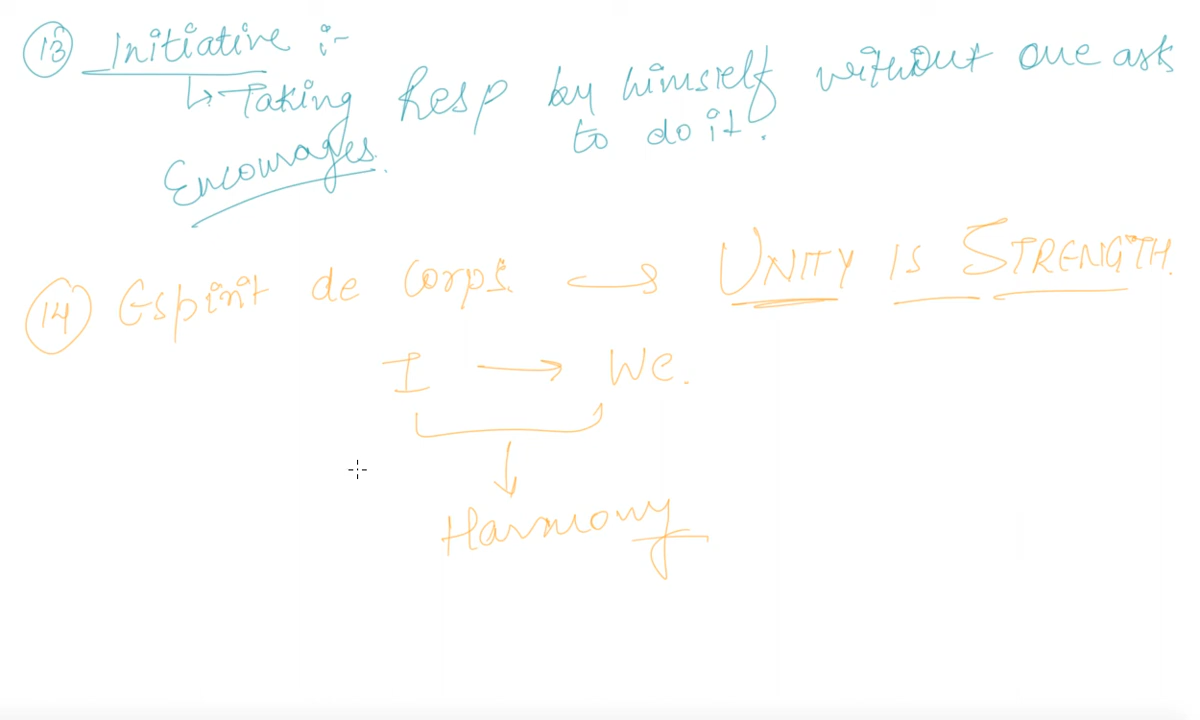 13 Initiative :-
↳ Taking Resp by himself without one ask
to do it.
Encourages.
14 Espirit de Corps. → UNITY IS STRENGTH.
I → We.
↓
Harmony